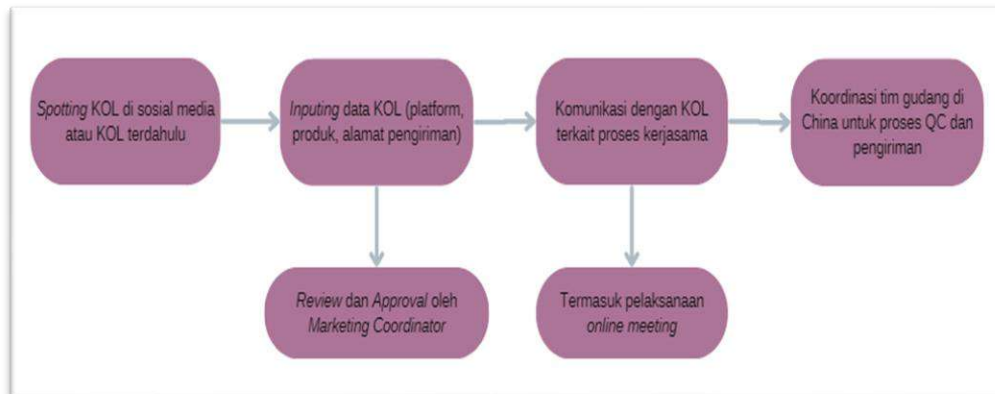 Spotting KOL di sosial media
atau KOL terdahulu
Inputing data KOL (platform,
produk, alamat pengiriman)
Komunikasi dengan KOL
terkait proses kerjasama
Koordinasi tim gudang di
China untuk proses QC dan
pengiriman
Review dan Approval oleh
Marketing Coordinator
Termasuk pelaksanaan
online meeting